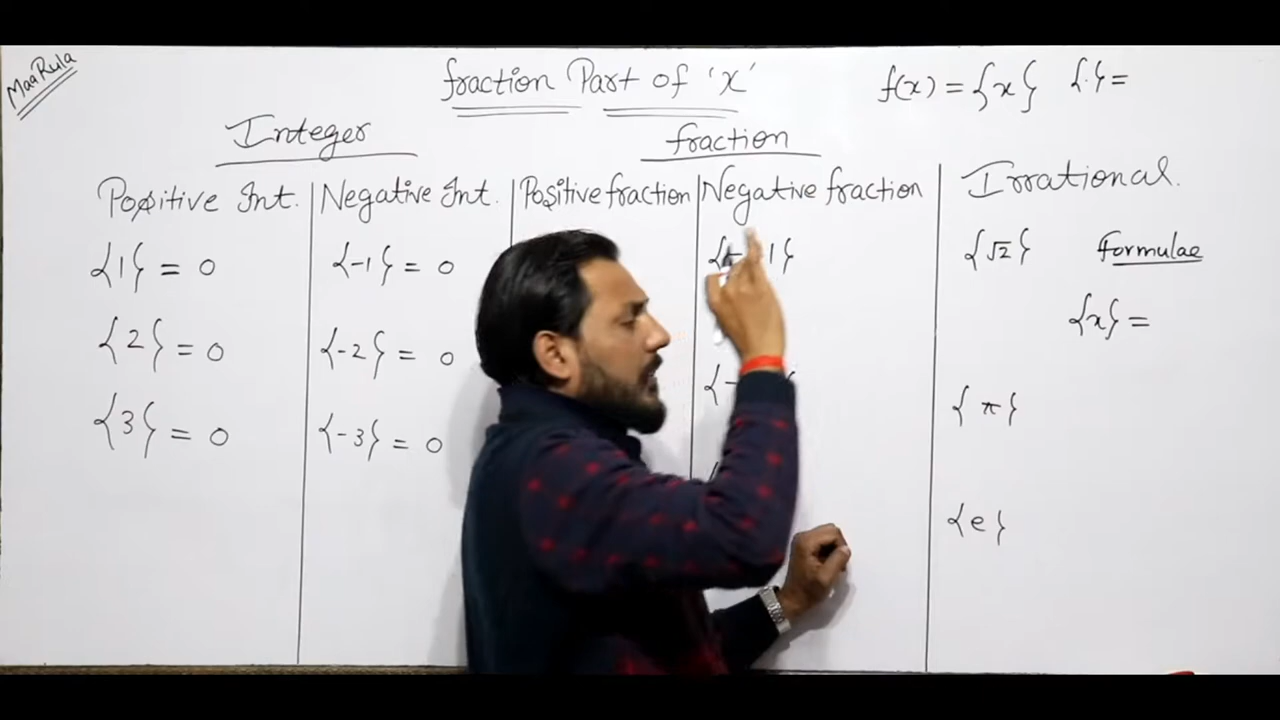 MaaRula
fraction Part of 'x'
f(x) = {x} {.} =
Integer
fraction
Positive Int.
Negative Int.
Positive fraction
Negative fraction
Irrational.
{1} = 0
{-1} = 0
{√2}
Formulae
{2} = 0
{-2} = 0
{x} =
{3} = 0
{-3} = 0
{π}
{e}